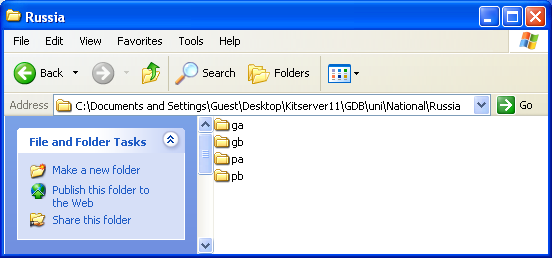 Russia
File Edit View Favorites Tools Help
Back Search Folders
Address C:\Documents and Settings\Guest\Desktop\Kitserver11\GDB\uni\National\Russia Go
File and Folder Tasks
Make a new folder
Publish this folder to
the Web
Share this folder
ga
gb
pa
pb